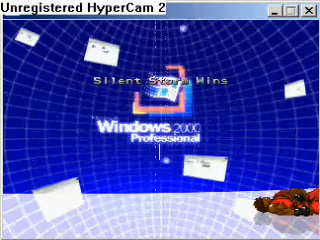 Unregistered HyperCam 2
Silent Storm Wins
Windows 2000
Professional